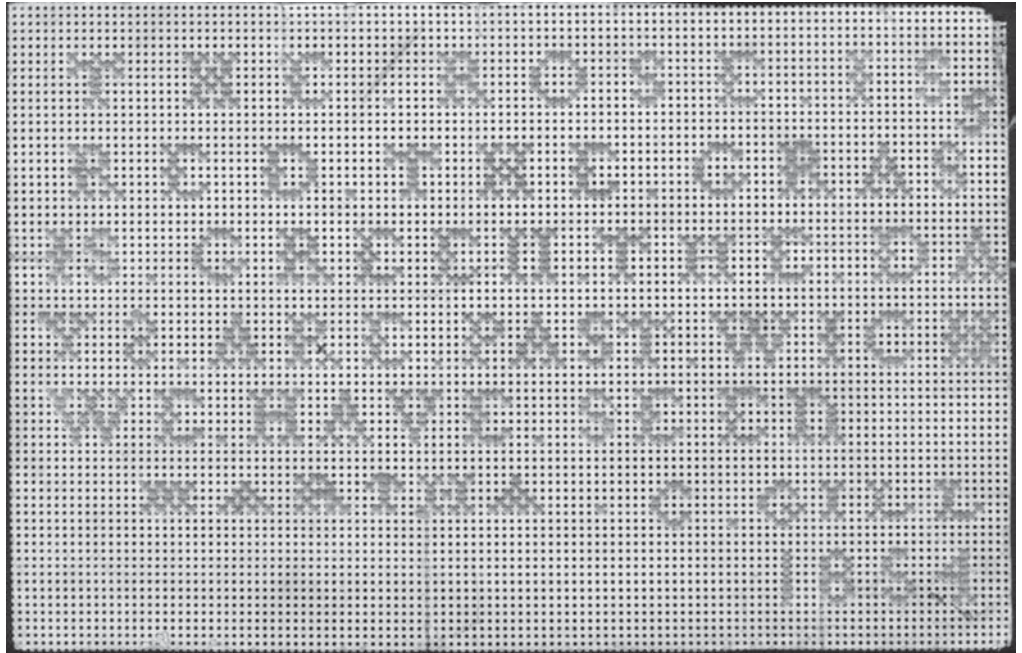 THE.ROSE.IS
RED.THE.GRASS
IS.GREEN.THE.DA
YS.ARE.PAST.WICH
WE.HAVE.SEEN
MARTHA.C.GILL
1854